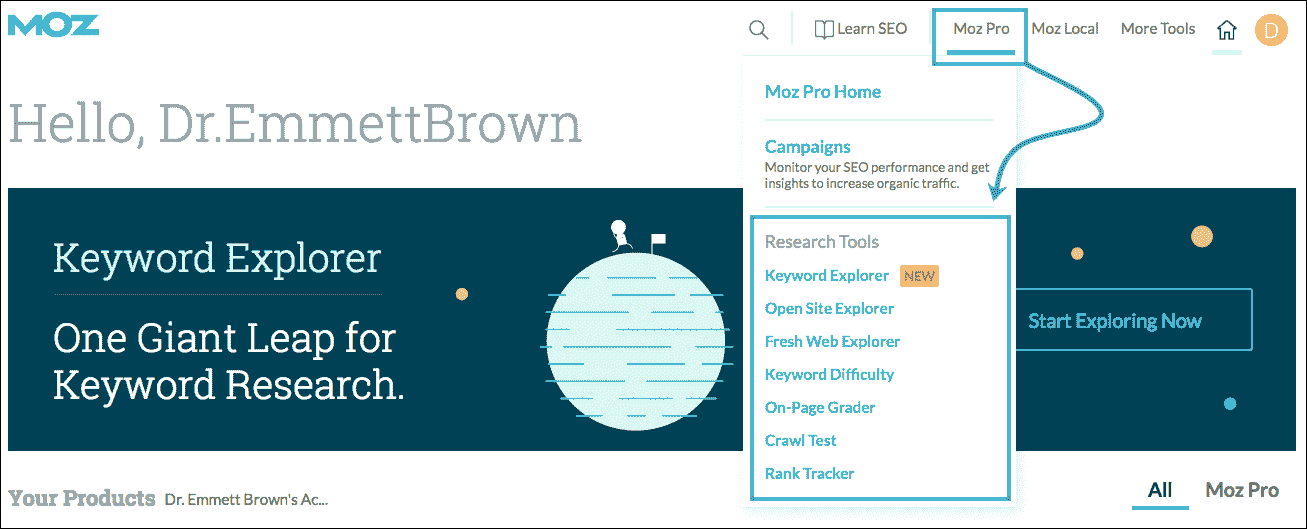 MOZ
Learn SEO
Moz Pro
Moz Local
More Tools
D
Hello, Dr.EmmettBrown
Moz Pro Home
Campaigns
Monitor your SEO performance and get
insights to increase organic traffic.
Research Tools
Keyword Explorer NEW
Open Site Explorer
Fresh Web Explorer
Keyword Difficulty
On-Page Grader
Crawl Test
Rank Tracker
Keyword Explorer
One Giant Leap for
Keyword Research.
Start Exploring Now
Your Products Dr. Emmett Brown's Ac...
All
Moz Pro